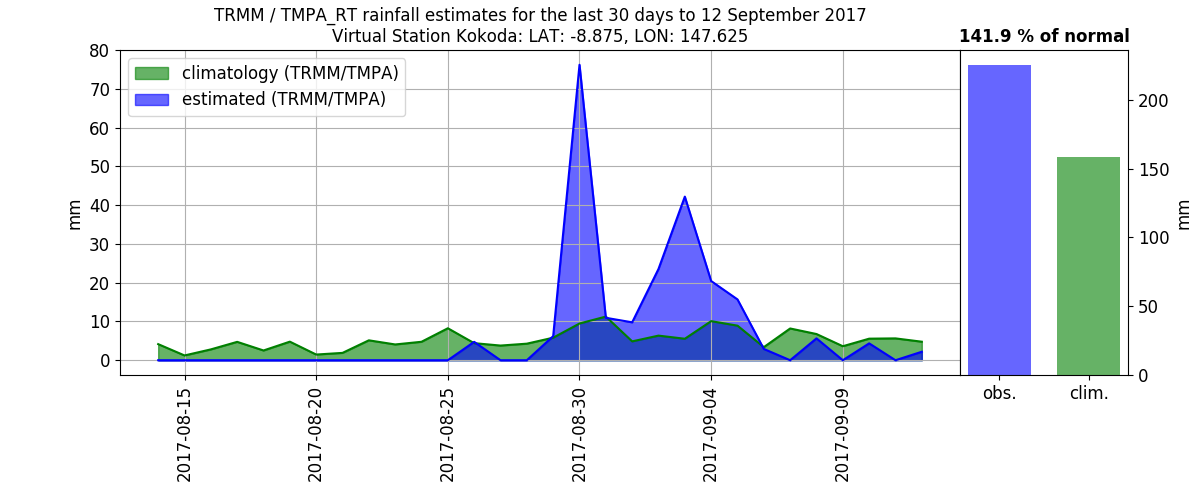 TRMM / TMPA_RT rainfall estimates for the last 30 days to 12 September 2017
Virtual Station Kokoda: LAT: -8.875, LON: 147.625
141.9 % of normal
climatology (TRMM/TMPA)
estimated (TRMM/TMPA)
80
70
60
50
40
30
20
10
0
mm
2017-08-15
2017-08-20
2017-08-25
2017-08-30
2017-09-04
2017-09-09
200
150
100
50
0
mm
obs.
clim.